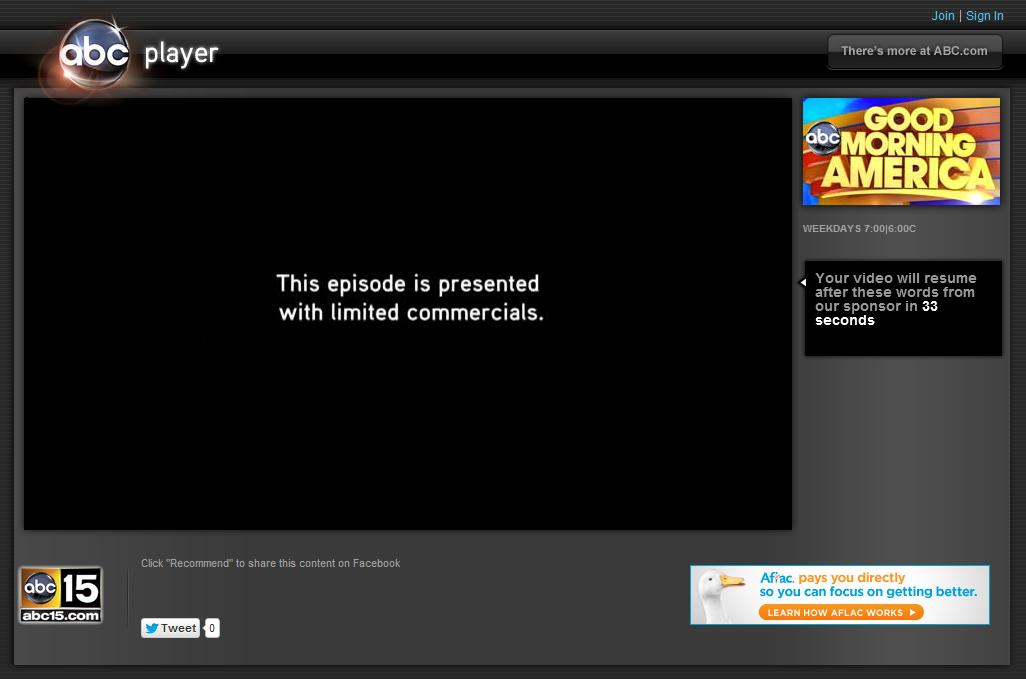 Join | Sign In
abc player
There's more at ABC.com
This episode is presented
with limited commercials.
abc
GOOD
MORNING
AMERICA
WEEKDAYS 7:00|6:00C
Your video will resume
after these words from
our sponsor in 33
seconds
abc 15
abc15.com
Click "Recommend" to share this content on Facebook
Tweet 0
Aflac. pays you directly
so you can focus on getting better.
LEARN HOW AFLAC WORKS